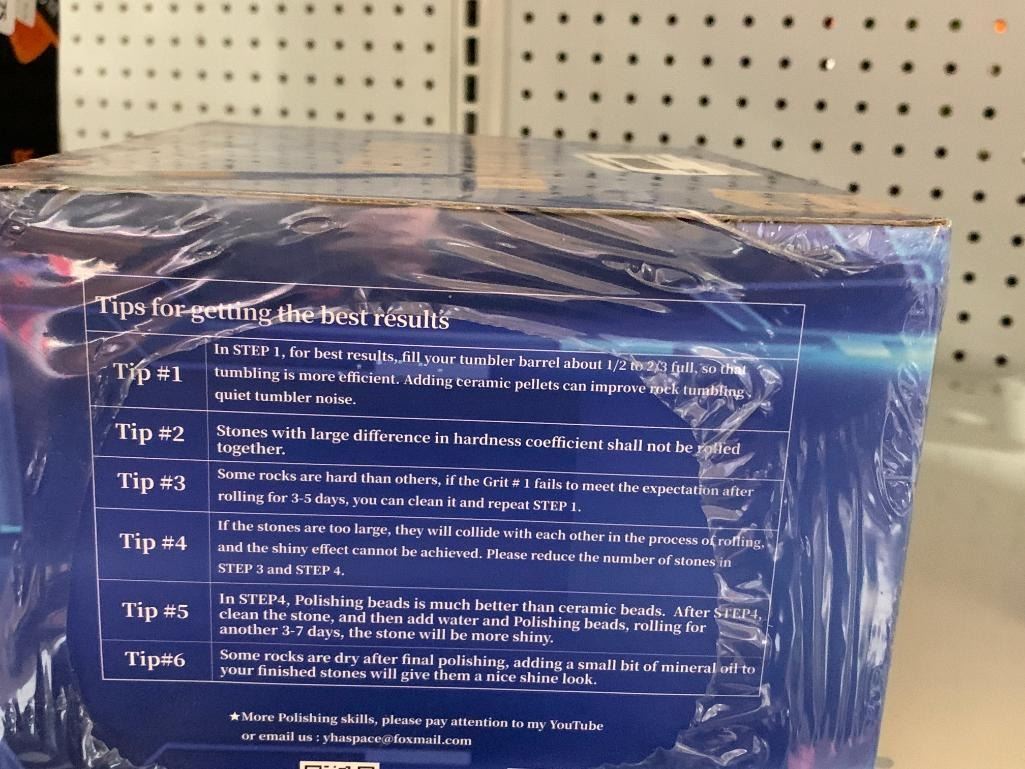 Tips for getting the best results
Tip #1
In STEP 1, for best results, fill your tumbler barrel about 1/2 to 2/3 full, so that
tumbling is more efficient. Adding ceramic pellets can improve rock tumbling,
quiet tumbler noise.
Tip #2
Stones with large difference in hardness coefficient shall not be rolled
together.
Tip #3
Some rocks are hard than others, if the Grit # 1 fails to meet the expectation after
rolling for 3-5 days, you can clean it and repeat STEP 1.
Tip #4
If the stones are too large, they will collide with each other in the process of rolling,
and the shiny effect cannot be achieved. Please reduce the number of stones in
STEP 3 and STEP 4.
Tip #5
In STEP4, Polishing beads is much better than ceramic beads. After STEP4,
clean the stone, and then add water and Polishing beads, rolling for
another 3-7 days, the stone will be more shiny.
Tip#6
Some rocks are dry after final polishing, adding a small bit of mineral oil to
your finished stones will give them a nice shine look.
★More Polishing skills, please pay attention to my YouTube
or email us : yhaspace@foxmail.com